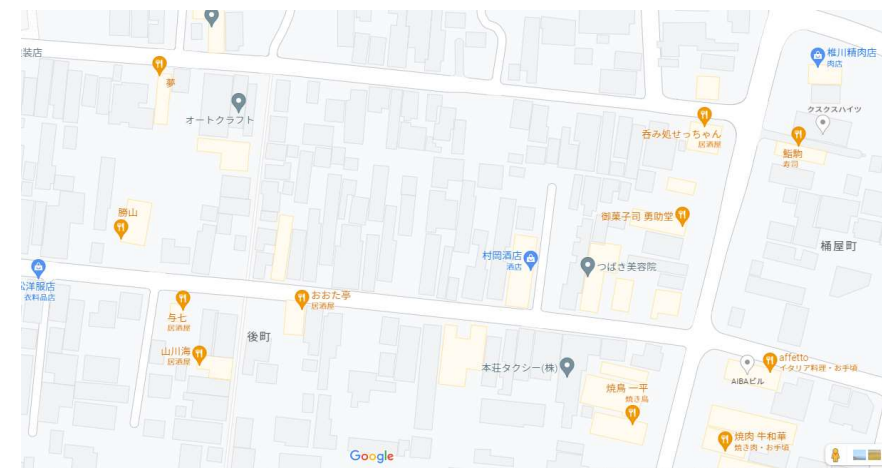 装店
夢
オートクラフト
椎川精肉店
肉店
クスクスハイツ
呑み処せっちゃん
居酒屋
鮨駒
寿司
勝山
御菓子司 勇助堂
桶屋町
村岡酒店
酒店
つばさ美容院
洋服店
衣料品店
与七
居酒屋
おおた亭
居酒屋
後町
山川海
居酒屋
本荘タクシー(株)
焼鳥 一平
焼き鳥
AIBAビル
affetto
イタリア料理・お手頃
焼肉 牛和華
焼き肉・お手頃
Google